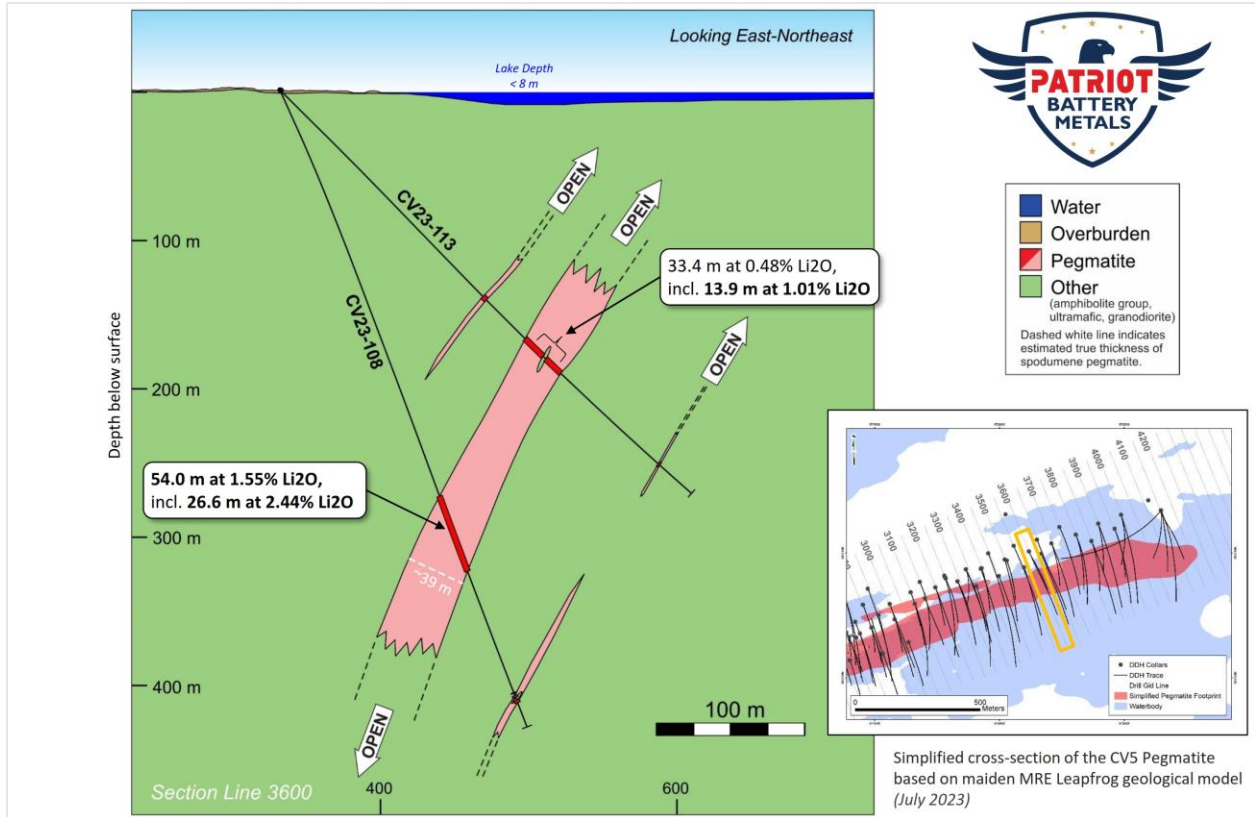 Looking East-Northeast
Lake Depth
< 8 m
PATRIOT
BATTERY
METALS
Water
Overburden
Pegmatite
Other
(amphibolite group,
ultramafic, granodiorite)
Dashed white line indicates
estimated true thickness of
spodumene pegmatite.
CV23-113
CV23-108
OPEN
OPEN
OPEN
OPEN
33.4 m at 0.48% Li2O,
incl. 13.9 m at 1.01% Li2O
54.0 m at 1.55% Li2O,
incl. 26.6 m at 2.44% Li2O
~39 m
Depth below surface
100 m
200 m
300 m
400 m
100 m
Section Line 3600
400
600
3000
3100
3200
3300
3400
3500
3600
3700
3800
3900
4000
4100
4200
DDH Collars
DDH Trace
Drill Gid Line
Simplified Pegmatite Footprint
Waterbody
0
500
Meters
Simplified cross-section of the CV5 Pegmatite
based on maiden MRE Leapfrog geological model
(July 2023)